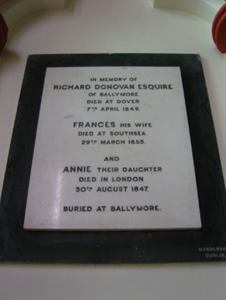 IN MEMORY OF
RICHARD DONOVAN ESQUIRE
OF BALLYMORE
DIED AT DOVER
7TH APRIL 1849.
FRANCES HIS WIFE
DIED AT SOUTHSEA
29TH MARCH 1855.
AND
ANNIE THEIR DAUGHTER
DIED IN LONDON
30TH AUGUST 1847.
BURIED AT BALLYMORE.
DUBLIN.